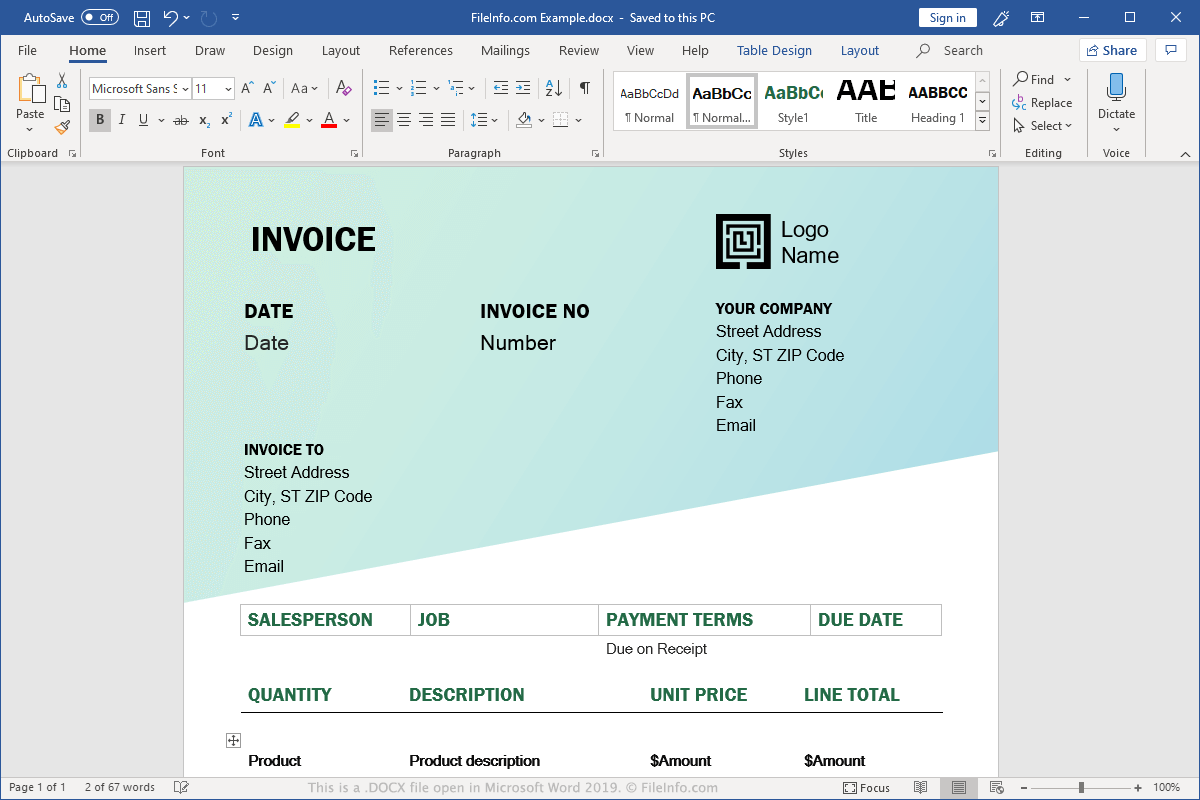 AutoSave Off FileInfo.com Example.docx - Saved to this PC Sign in
File Home Insert Draw Design Layout References Mailings Review View Help Table Design Layout Search Share
Microsoft Sans S 11 Aa
Paste
B I U ab x₂ x² A A
Clipboard Font Paragraph
AaBbCcDd AaBbCc AaBbC AAB AABBCC
¶ Normal ¶ Normal... Style1 Title Heading 1
Styles
Find
Replace
Select
Editing
Dictate
Voice
INVOICE
Logo
Name
DATE
Date
INVOICE NO
Number
YOUR COMPANY
Street Address
City, ST ZIP Code
Phone
Fax
Email
INVOICE TO
Street Address
City, ST ZIP Code
Phone
Fax
Email
SALESPERSON JOB PAYMENT TERMS DUE DATE
Due on Receipt
QUANTITY DESCRIPTION UNIT PRICE LINE TOTAL
Product Product description $Amount $Amount
Page 1 of 1 2 of 67 words This is a .DOCX file open in Microsoft Word 2019. © FileInfo.com Focus 100%